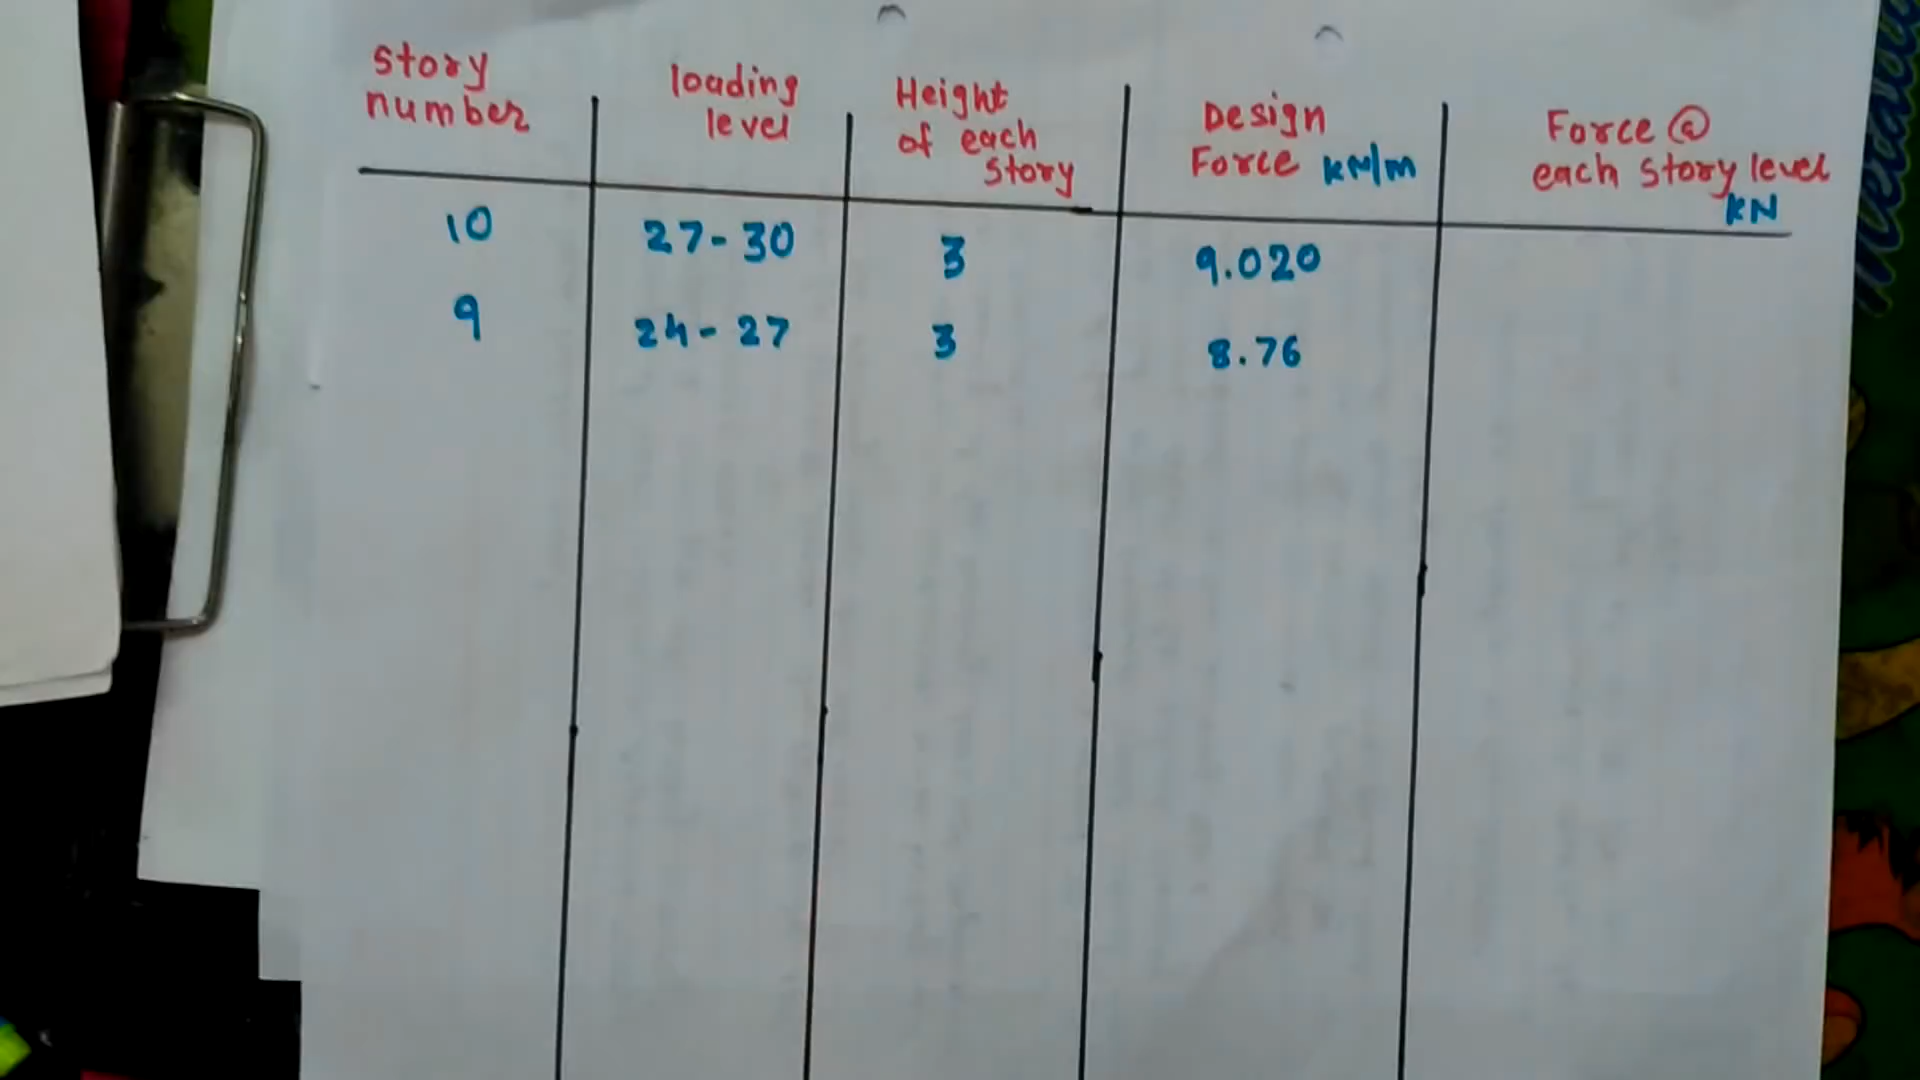 story number | loading level | Height of each story | Design Force kN/m | Force @ each story level kN
10 | 27-30 | 3 | 9.020
9 | 24-27 | 3 | 8.76